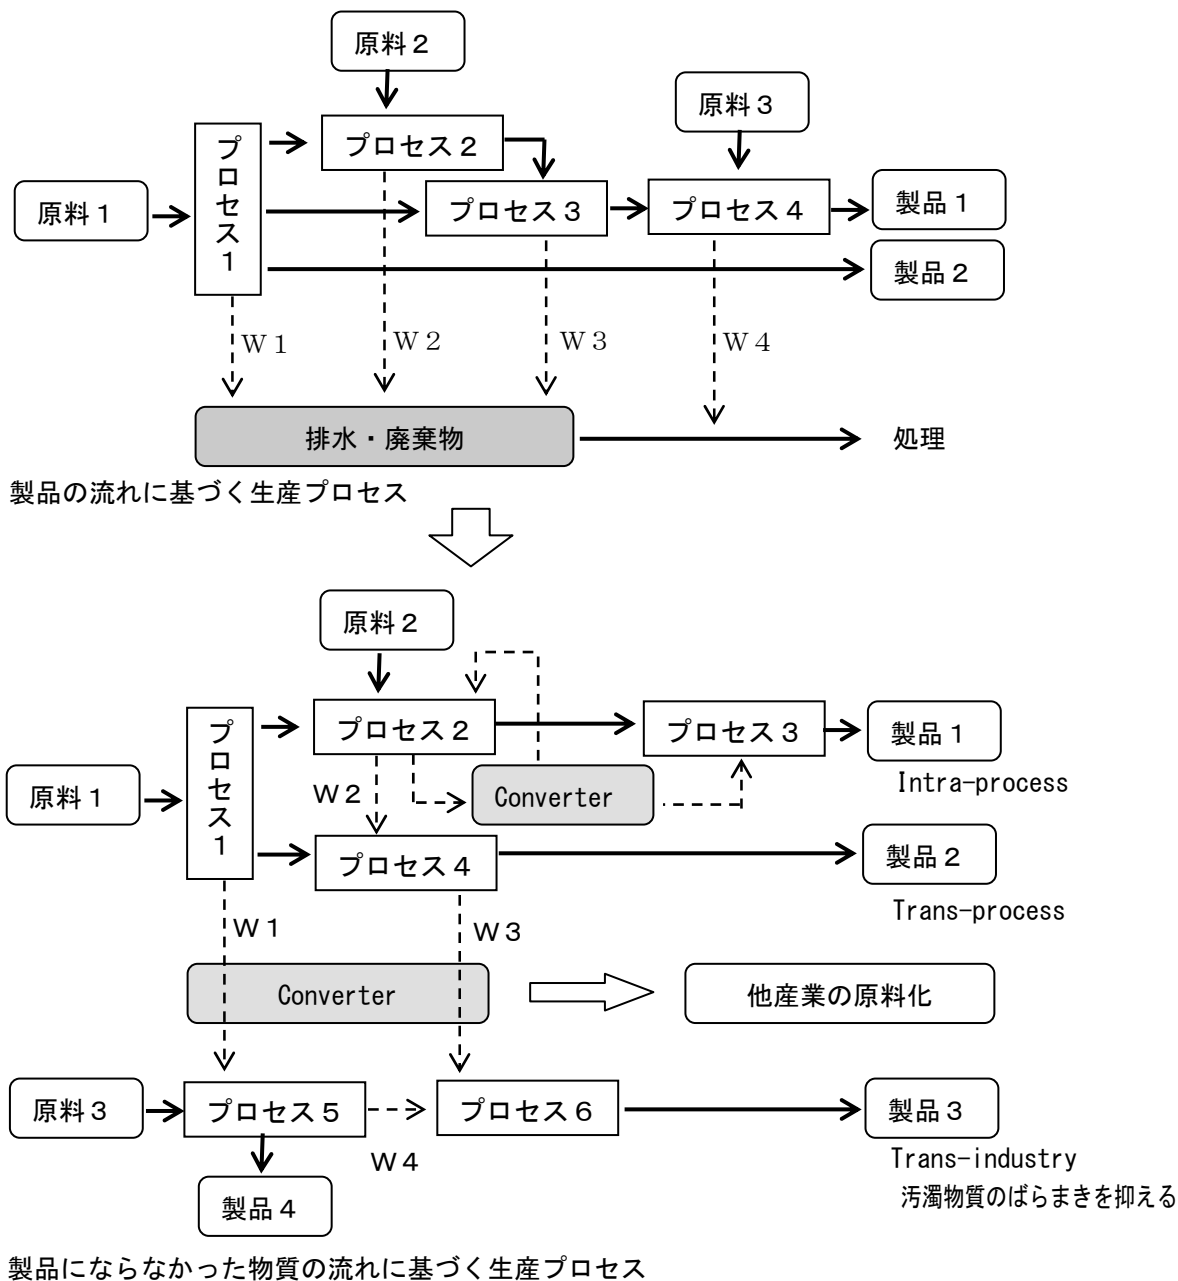 原料２
原料３
プロセス１
プロセス２
原料１
プロセス３
プロセス４
製品１
製品２
Ｗ１
Ｗ２
Ｗ３
Ｗ４
排水・廃棄物
処理
製品の流れに基づく生産プロセス
原料２
プロセス１
プロセス２
プロセス３
製品１
Intra-process
原料１
Ｗ２
Converter
プロセス４
製品２
Trans-process
Ｗ１
Ｗ３
Converter
他産業の原料化
原料３
プロセス５
プロセス６
製品３
Ｗ４
Trans-industry
汚濁物質のばらまきを抑える
製品４
製品にならなかった物質の流れに基づく生産プロセス